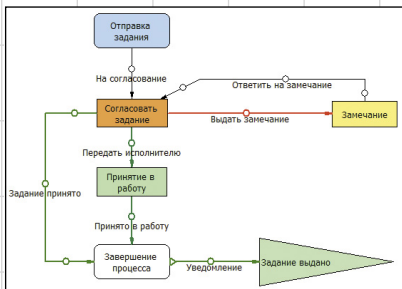 Отправка
задания
На согласование
Ответить на замечание
Согласовать
задание
Выдать замечание
Замечание
Передать исполнителю
Принятие в
работу
Задание принято
Принято в работу
Завершение
процесса
Уведомление
Задание выдано